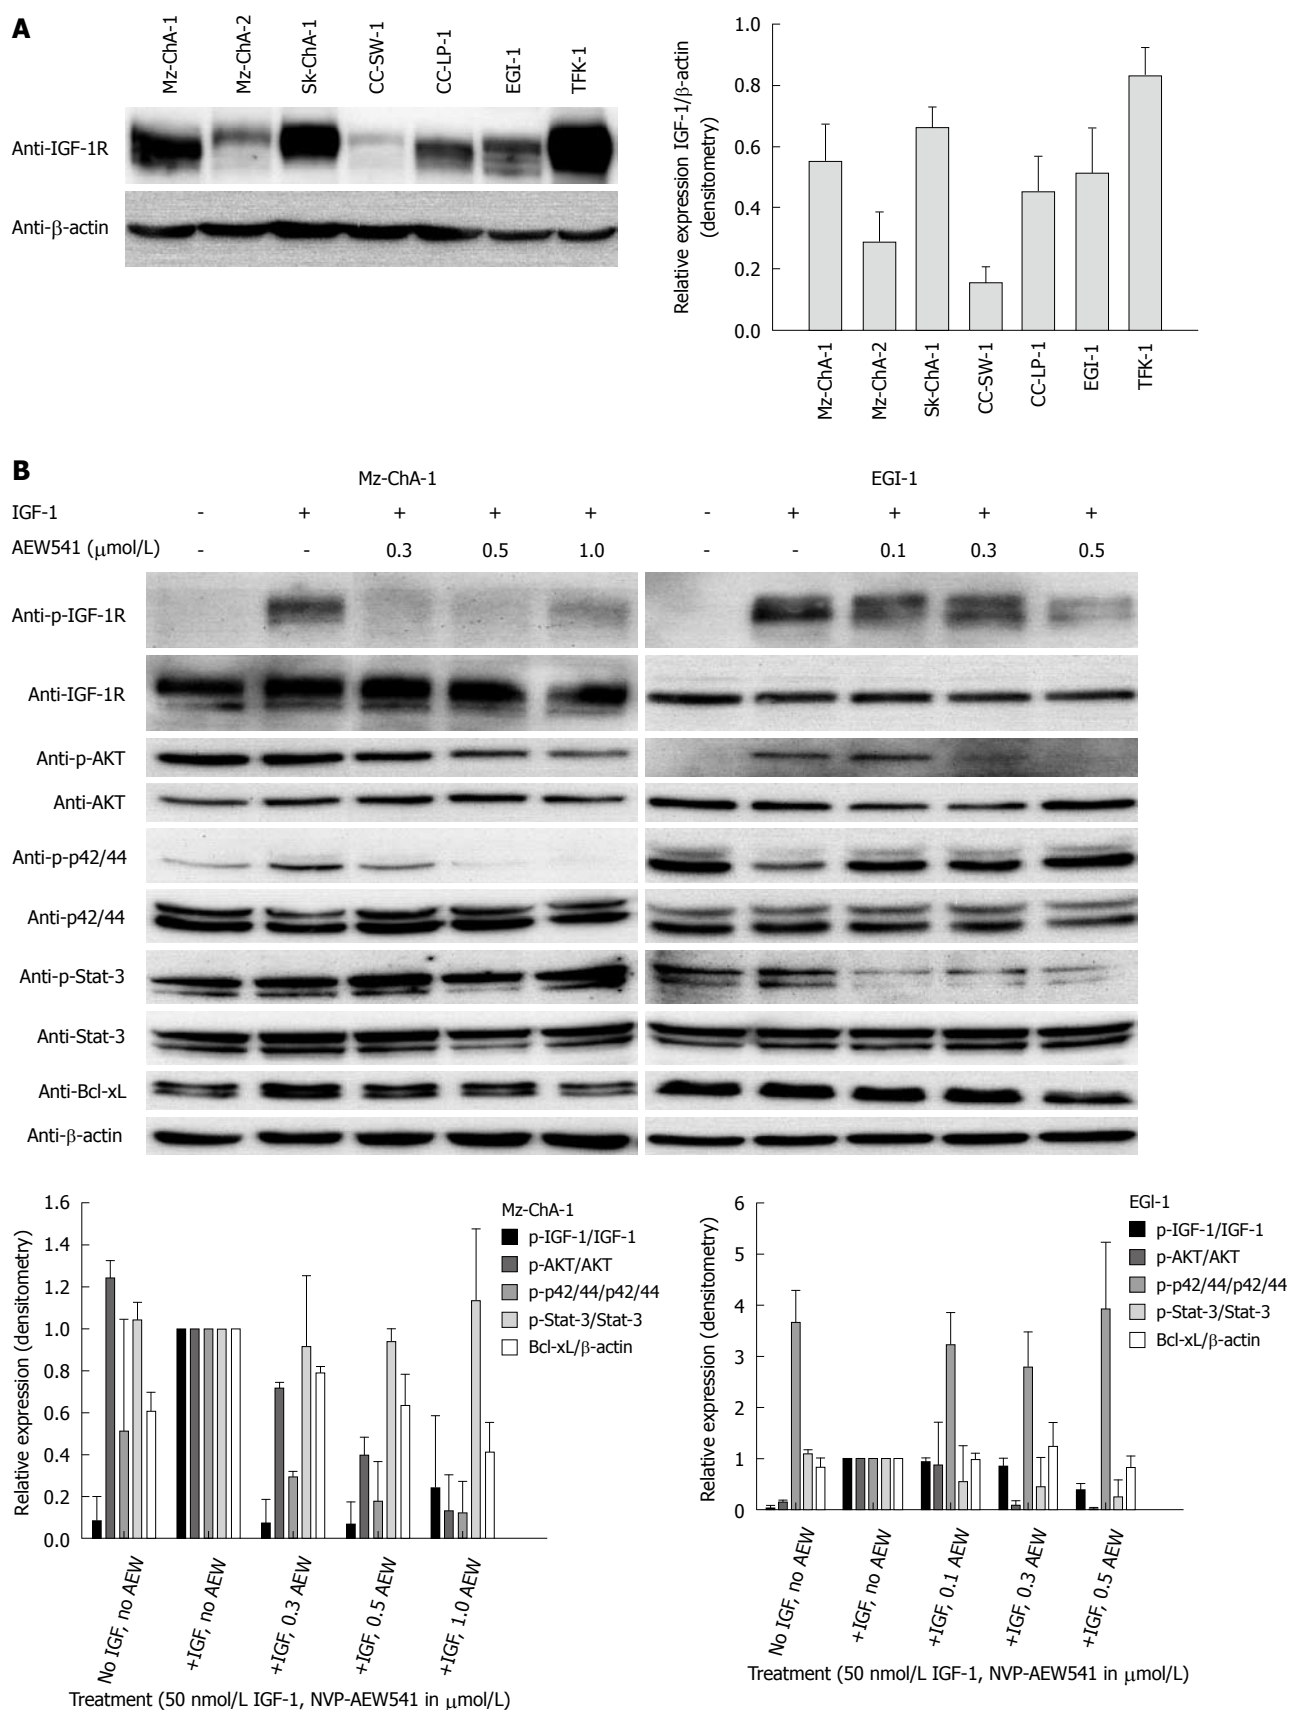 A
Mz-ChA-1
Mz-ChA-2
Sk-ChA-1
CC-SW-1
CC-LP-1
EGI-1
TFK-1
Anti-IGF-1R
Anti-β-actin
Relative expression IGF-1/β-actin
(densitometry)
1.0
0.8
0.6
0.4
0.2
0.0
Mz-ChA-1
Mz-ChA-2
Sk-ChA-1
CC-SW-1
CC-LP-1
EGI-1
TFK-1
B
Mz-ChA-1 EGI-1
IGF-1 - + + + + - + + + +
AEW541 (μmol/L) - - 0.3 0.5 1.0 - - 0.1 0.3 0.5
Anti-p-IGF-1R
Anti-IGF-1R
Anti-p-AKT
Anti-AKT
Anti-p-p42/44
Anti-p42/44
Anti-p-Stat-3
Anti-Stat-3
Anti-Bcl-xL
Anti-β-actin
Relative expression (densitometry)
1.6
1.4
1.2
1.0
0.8
0.6
0.4
0.2
0.0
Mz-ChA-1
p-IGF-1/IGF-1
p-AKT/AKT
p-p42/44/p42/44
p-Stat-3/Stat-3
Bcl-xL/β-actin
No IGF, no AEW
+IGF, no AEW
+IGF, 0.3 AEW
+IGF, 0.5 AEW
+IGF, 1.0 AEW
Treatment (50 nmol/L IGF-1, NVP-AEW541 in μmol/L)
Relative expression (densitometry)
6
5
4
3
2
1
0
EGI-1
p-IGF-1/IGF-1
p-AKT/AKT
p-p42/44/p42/44
p-Stat-3/Stat-3
Bcl-xL/β-actin
No IGF, no AEW
+IGF, no AEW
+IGF, 0.1 AEW
+IGF, 0.3 AEW
+IGF, 0.5 AEW
Treatment (50 nmol/L IGF-1, NVP-AEW541 in μmol/L)